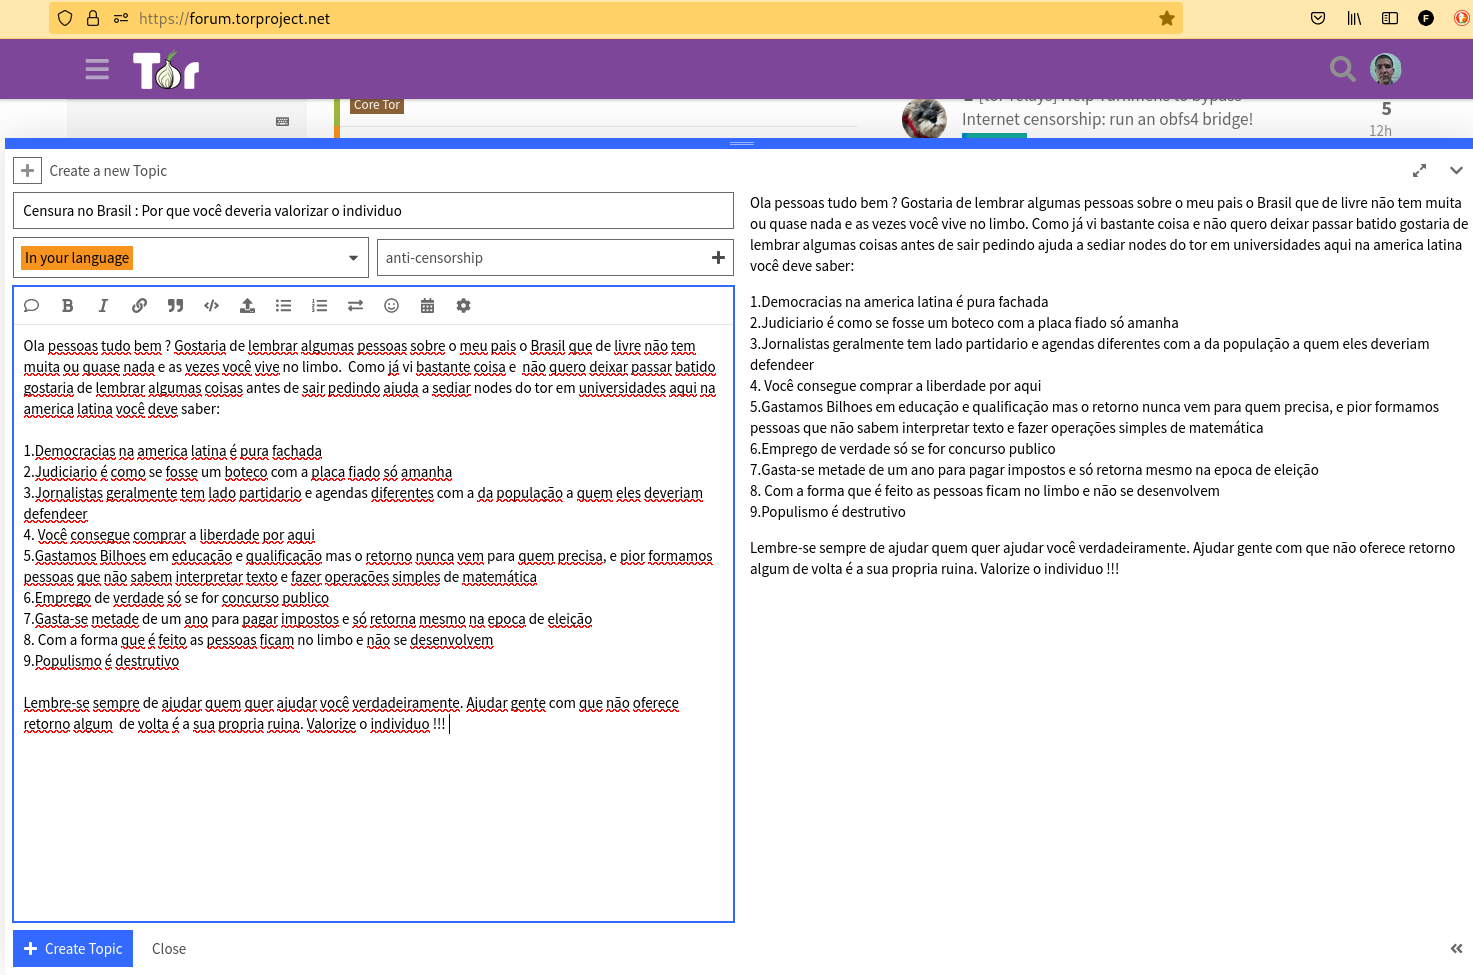 https://forum.torproject.net
F
Tor
Core Tor
[tor-relays] Help Turkmens to bypass
Internet censorship: run an obfs4 bridge!
5
12h
Create a new Topic
Censura no Brasil : Por que você deveria valorizar o individuo
In your language
anti-censorship
B I
Ola pessoas tudo bem ? Gostaria de lembrar algumas pessoas sobre o meu pais o Brasil que de livre não tem
muita ou quase nada e as vezes você vive no limbo.  Como já vi bastante coisa e  não quero deixar passar batido
gostaria de lembrar algumas coisas antes de sair pedindo ajuda a sediar nodes do tor em universidades aqui na
america latina você deve saber:
1.Democracias na america latina é pura fachada
2.Judiciario é como se fosse um boteco com a placa fiado só amanha
3.Jornalistas geralmente tem lado partidario e agendas diferentes com a da população a quem eles deveriam
defendeer
4. Você consegue comprar a liberdade por aqui
5.Gastamos Bilhoes em educação e qualificação mas o retorno nunca vem para quem precisa, e pior formamos
pessoas que não sabem interpretar texto e fazer operações simples de matemática
6.Emprego de verdade só se for concurso publico
7.Gasta-se metade de um ano para pagar impostos e só retorna mesmo na epoca de eleição
8. Com a forma que é feito as pessoas ficam no limbo e não se desenvolvem
9.Populismo é destrutivo
Lembre-se sempre de ajudar quem quer ajudar você verdadeiramente. Ajudar gente com que não oferece
retorno algum  de volta é a sua propria ruina. Valorize o individuo !!!
Ola pessoas tudo bem ? Gostaria de lembrar algumas pessoas sobre o meu pais o Brasil que de livre não tem muita
ou quase nada e as vezes você vive no limbo. Como já vi bastante coisa e não quero deixar passar batido gostaria de
lembrar algumas coisas antes de sair pedindo ajuda a sediar nodes do tor em universidades aqui na america latina
você deve saber:
1.Democracias na america latina é pura fachada
2.Judiciario é como se fosse um boteco com a placa fiado só amanha
3.Jornalistas geralmente tem lado partidario e agendas diferentes com a da população a quem eles deveriam
defendeer
4. Você consegue comprar a liberdade por aqui
5.Gastamos Bilhoes em educação e qualificação mas o retorno nunca vem para quem precisa, e pior formamos
pessoas que não sabem interpretar texto e fazer operações simples de matemática
6.Emprego de verdade só se for concurso publico
7.Gasta-se metade de um ano para pagar impostos e só retorna mesmo na epoca de eleição
8. Com a forma que é feito as pessoas ficam no limbo e não se desenvolvem
9.Populismo é destrutivo
Lembre-se sempre de ajudar quem quer ajudar você verdadeiramente. Ajudar gente com que não oferece retorno
algum de volta é a sua propria ruina. Valorize o individuo !!!
Create Topic
Close